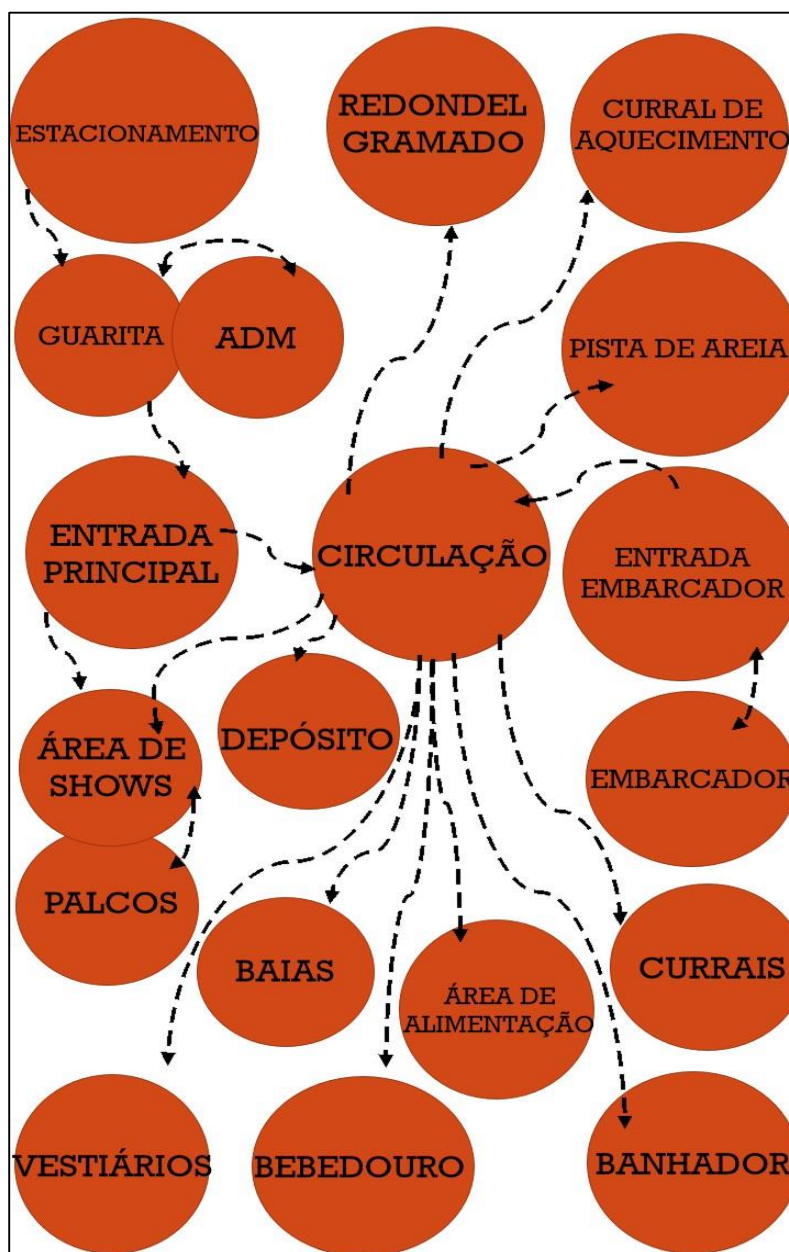 ESTACIONAMENTO
REDONDEL
GRAMADO
CURRAL DE
AQUECIMENTO
GUARITA
ADM
PISTA DE AREIA
ENTRADA
PRINCIPAL
CIRCULAÇÃO
ENTRADA
EMBARCADOR
ÁREA DE
SHOWS
DEPÓSITO
EMBARCADOR
PALCOS
BAIAS
ÁREA DE
ALIMENTAÇÃO
CURRAIS
VESTIÁRIOS
BEBEDOURO
BANHADOR